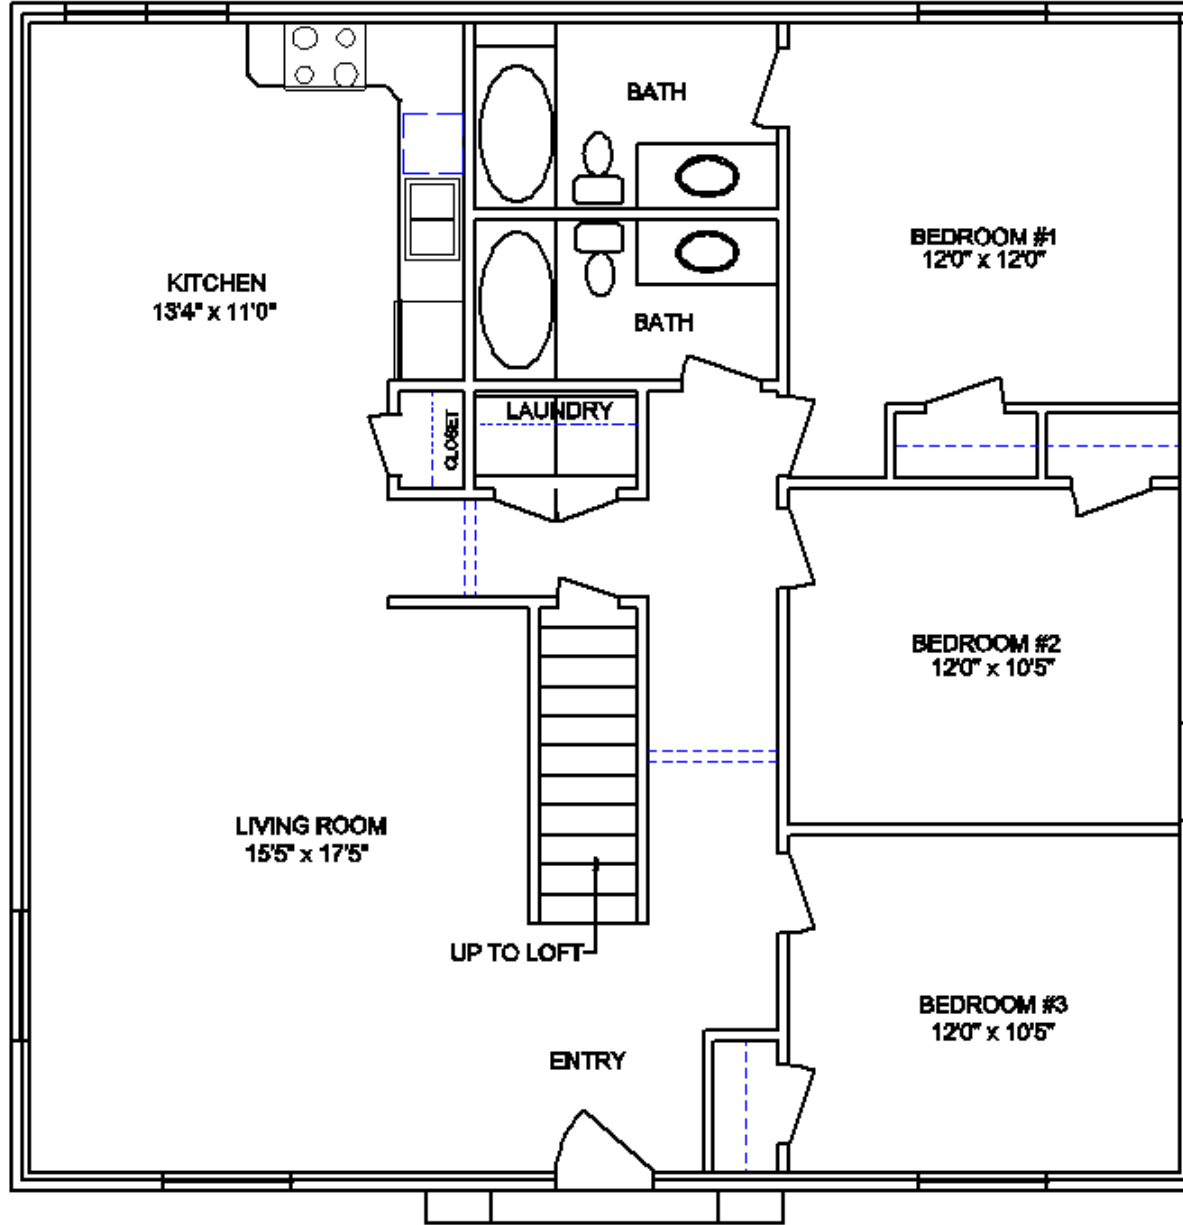 BATH
BEDROOM #1
12'0" x 12'0"
KITCHEN
13'4" x 11'0"
BATH
LAUNDRY
CLOSET
BEDROOM #2
12'0" x 10'5"
LIVING ROOM
15'5" x 17'5"
UP TO LOFT
BEDROOM #3
12'0" x 10'5"
ENTRY